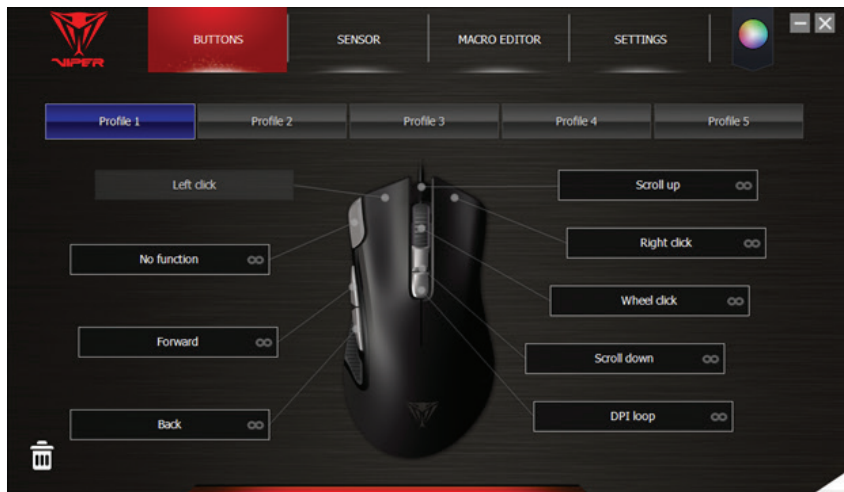 VIPER
BUTTONS
SENSOR
MACRO EDITOR
SETTINGS
Profile 1
Profile 2
Profile 3
Profile 4
Profile 5
Left click
Scroll up
No function
Right click
Wheel click
Forward
Scroll down
Back
DPI loop